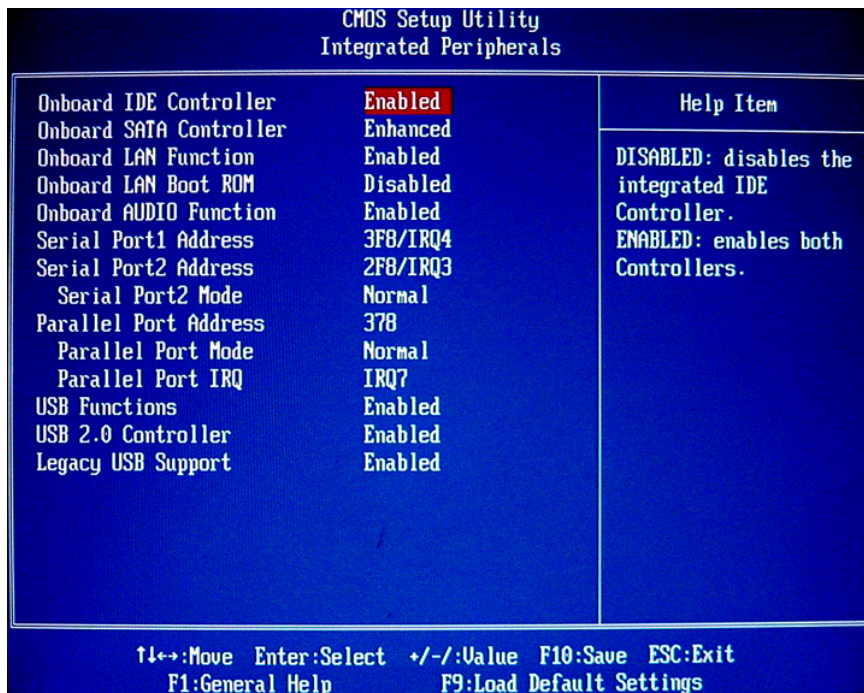 CMOS Setup Utility
Integrated Peripherals
Onboard IDE Controller Enabled
Onboard SATA Controller Enhanced
Onboard LAN Function Enabled
Onboard LAN Boot ROM Disabled
Onboard AUDIO Function Enabled
Serial Port1 Address 3F8/IRQ4
Serial Port2 Address 2F8/IRQ3
Serial Port2 Mode Normal
Parallel Port Address 378
Parallel Port Mode Normal
Parallel Port IRQ IRQ7
USB Functions Enabled
USB 2.0 Controller Enabled
Legacy USB Support Enabled
Help Item
DISABLED: disables the
integrated IDE
Controller.
ENABLED: enables both
Controllers.
↑↓←→:Move Enter:Select +/-/:Value F10:Save ESC:Exit
F1:General Help F9:Load Default Settings